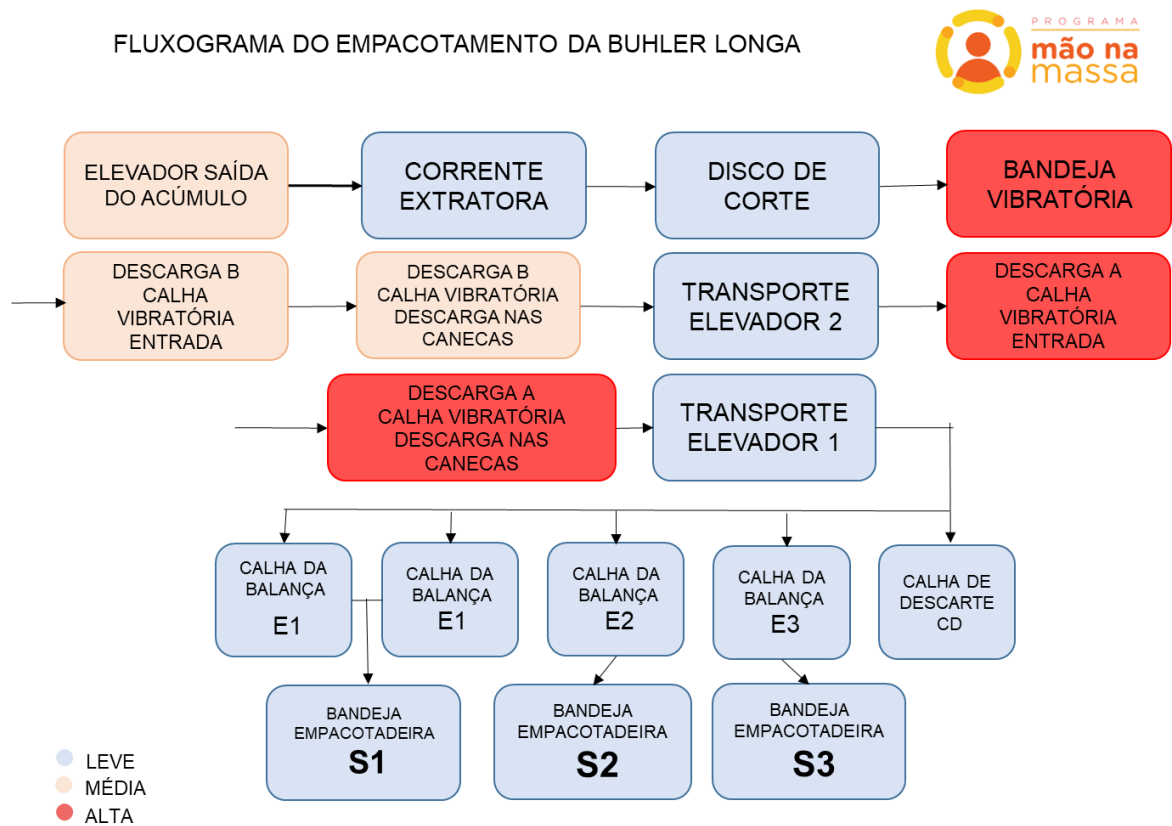 FLUXOGRAMA DO EMPACOTAMENTO DA BUHLER LONGA
PROGRAMA
mão na
massa
ELEVADOR SAÍDA
DO ACÚMULO
CORRENTE
EXTRATORA
DISCO DE
CORTE
BANDEJA
VIBRATÓRIA
DESCARGA B
CALHA
VIBRATÓRIA
ENTRADA
DESCARGA B
CALHA VIBRATÓRIA
DESCARGA NAS
CANECAS
TRANSPORTE
ELEVADOR 2
DESCARGA A
CALHA
VIBRATÓRIA
ENTRADA
DESCARGA A
CALHA VIBRATÓRIA
DESCARGA NAS
CANECAS
TRANSPORTE
ELEVADOR 1
CALHA DA
BALANÇA
E1
CALHA DA
BALANÇA
E1
CALHA DA
BALANÇA
E2
CALHA DA
BALANÇA
E3
CALHA DE
DESCARTE
CD
BANDEJA
EMPACOTADEIRA
S1
BANDEJA
EMPACOTADEIRA
S2
BANDEJA
EMPACOTADEIRA
S3
LEVE
MÉDIA
ALTA